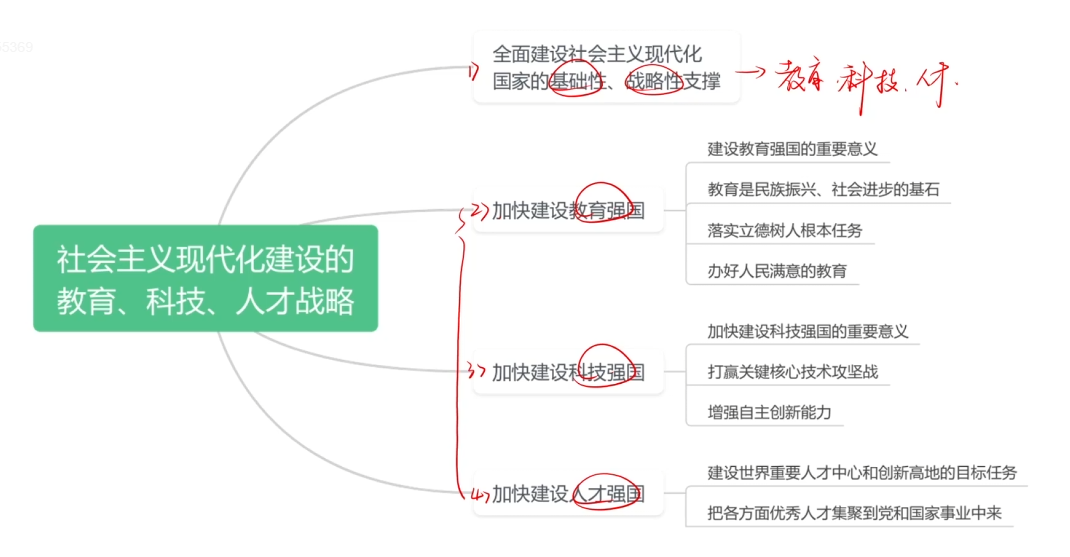 社会主义现代化建设的
教育、科技、人才战略
1)
全面建设社会主义现代化
国家的基础性、战略性支撑
→ 教育.科技.人才.
2) 加快建设教育强国
建设教育强国的重要意义
教育是民族振兴、社会进步的基石
落实立德树人根本任务
办好人民满意的教育
3) 加快建设科技强国
加快建设科技强国的重要意义
打赢关键核心技术攻坚战
增强自主创新能力
4) 加快建设人才强国
建设世界重要人才中心和创新高地的目标任务
把各方面优秀人才集聚到党和国家事业中来